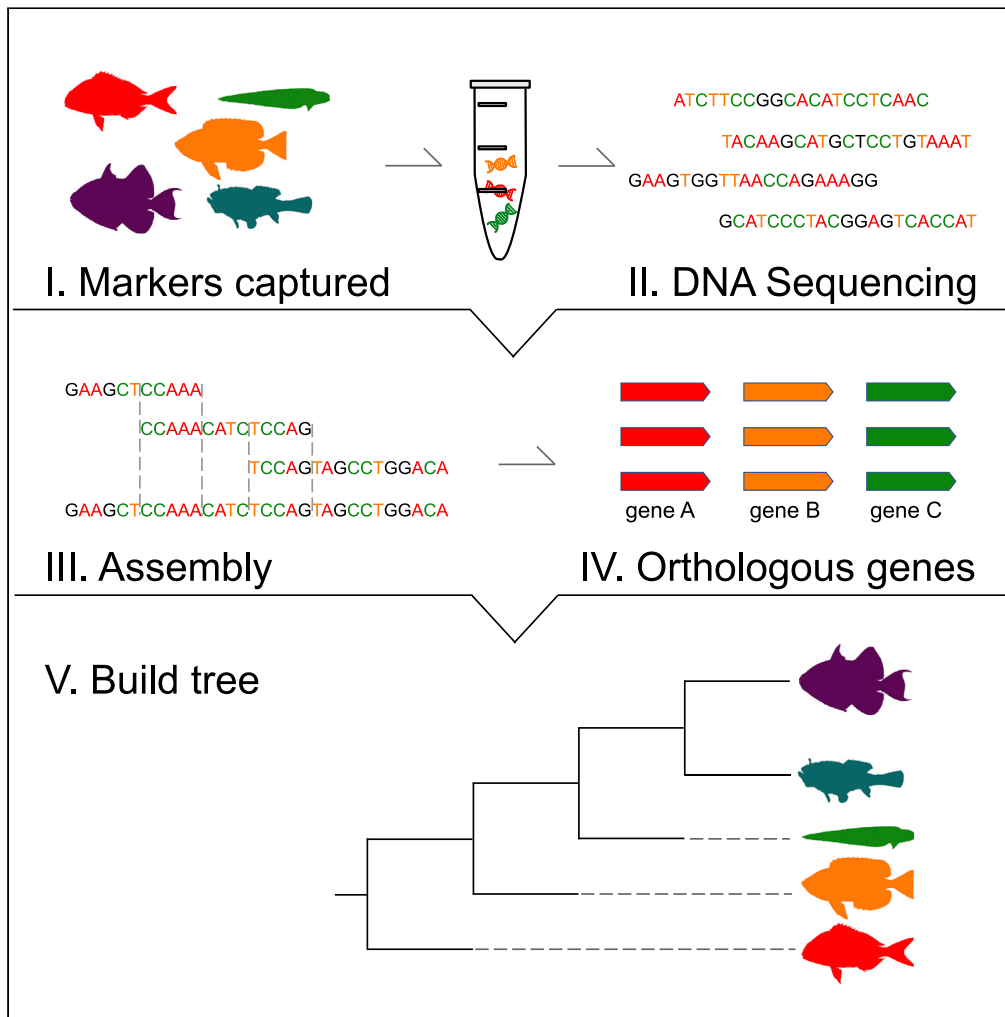 ATCTTCCGGCACATCCTCAAC
TACAAGCATGCTCCTGTAAAT
GAAGTGGTTAACCAGAAAGG
GCATCCCTACGGAGTCACCAT
I. Markers captured
II. DNA Sequencing
GAAGCTCCAAA
CCAAACATCTCCAG
TCCAGTAGCCTGGACA
GAAGCTCCAAACATCTCCAGTAGCCTGGACA
gene A gene B gene C
III. Assembly
IV. Orthologous genes
V. Build tree